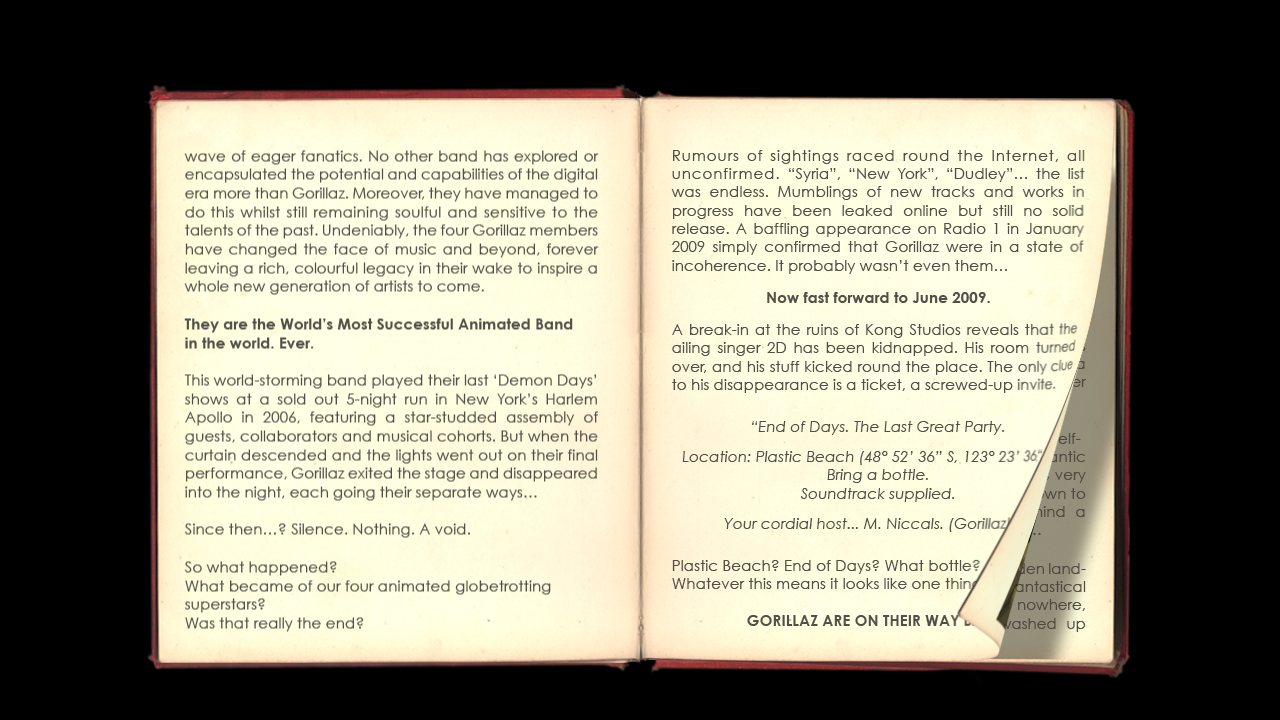 wave of eager fanatics. No other band has explored or
encapsulated the potential and capabilities of the digital
era more than Gorillaz. Moreover, they have managed to
do this whilst still remaining soulful and sensitive to the
talents of the past. Undeniably, the four Gorillaz members
have changed the face of music and beyond, forever
leaving a rich, colourful legacy in their wake to inspire a
whole new generation of artists to come.
They are the World's Most Successful Animated Band
in the world. Ever.
This world-storming band played their last ‘Demon Days’
shows at a sold out 5-night run in New York's Harlem
Apollo in 2006, featuring a star-studded assembly of
guests, collaborators and musical cohorts. But when the
curtain descended and the lights went out on their final
performance, Gorillaz exited the stage and disappeared
into the night, each going their separate ways...
Since then...? Silence. Nothing. A void.
So what happened?
What became of our four animated globetrotting
superstars?
Was that really the end?
Rumours of sightings raced round the Internet, all
unconfirmed. “Syria”, “New York”, “Dudley”... the list
was endless. Mumblings of new tracks and works in
progress have been leaked online but still no solid
release. A baffling appearance on Radio 1 in January
2009 simply confirmed that Gorillaz were in a state of
incoherence. It probably wasn't even them...
Now fast forward to June 2009.
A break-in at the ruins of Kong Studios reveals that the
ailing singer 2D has been kidnapped. His room turned
over, and his stuff kicked round the place. The only clue
to his disappearance is a ticket, a screwed-up invite.
“End of Days. The Last Great Party.
Location: Plastic Beach (48° 52’ 36” S, 123° 23’ 36”
Bring a bottle.
Soundtrack supplied.
Your cordial host... M. Niccals. (Gorillaz)
Plastic Beach? End of Days? What bottle?
Whatever this means it looks like one thing
GORILLAZ ARE ON THEIR WAY
very
to
a
land-
nowhere,
up